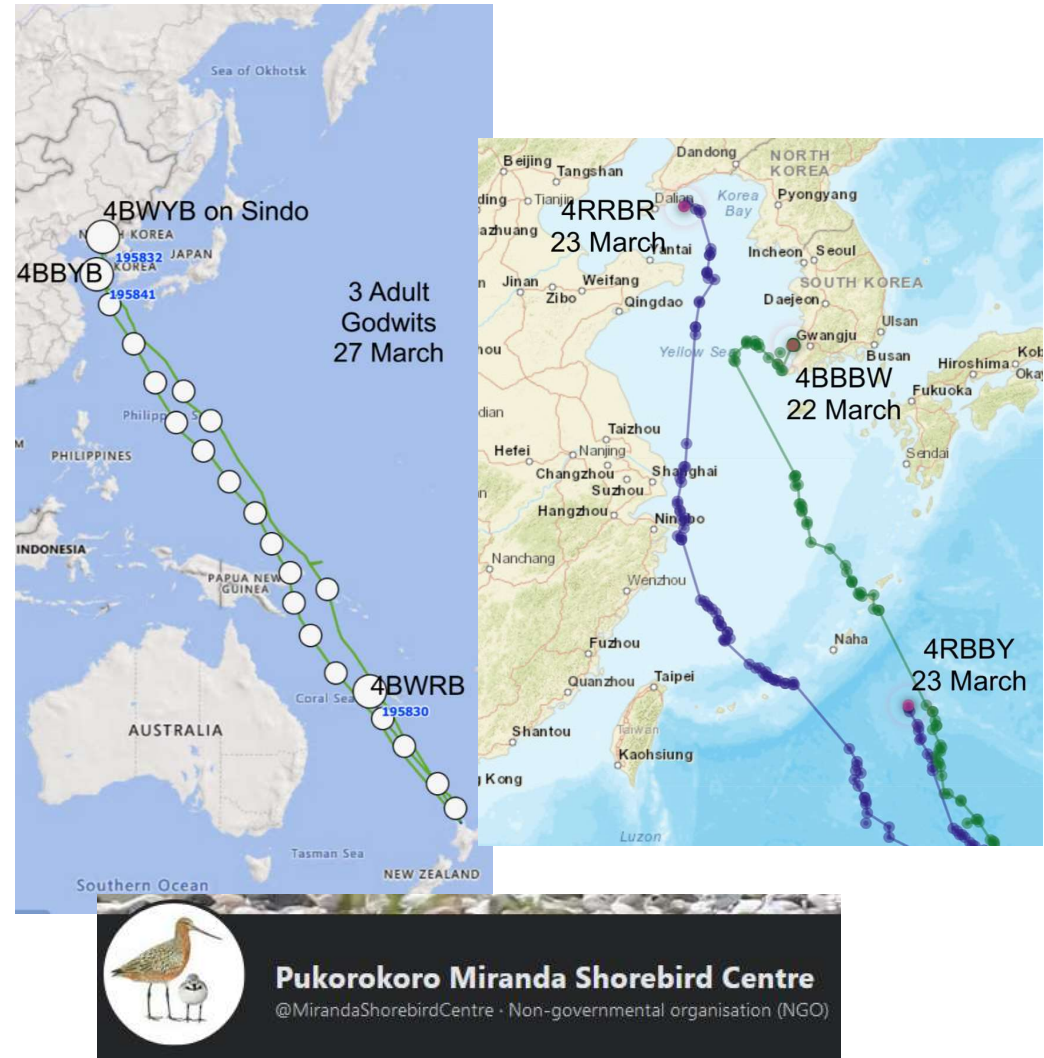 Sea of Okhotsk
4BWYB on Sindo
NORTH KOREA
195832
JAPAN
4BBYB
KOREA
195841
3 Adult
Godwits
27 March
PHILIPPINES
INDONESIA
PAPUA NEW
GUINEA
4BWRB
Coral Sea
195830
AUSTRALIA
Tasman Sea
NEW ZEALAND
Southern Ocean
Beijing
Tangshan
Dandong
NORTH
KOREA
Tianjin
Dalian
Korea
Bay
Pyongyang
4RRBR
23 March
Yantai
Incheon
Seoul
SOUTH KOREA
Jinan
Weifang
Zibo
Qingdao
Daejeon
Ulsan
Gwangju
Busan
Yellow Sea
Hiroshima
4BBBW
22 March
Fukuoka
Taizhou
Hefei
Nanjing
Sendai
Changzhou
Shanghai
Suzhou
Hangzhou
Ningbo
Nanchang
Wenzhou
Naha
4RBBY
23 March
Fuzhou
Quanzhou
Taipei
Shantou
Taiwan
Kaohsiung
g Kong
Luzon
Pukorokoro Miranda Shorebird Centre
@MirandaShorebirdCentre · Non-governmental organisation (NGO)